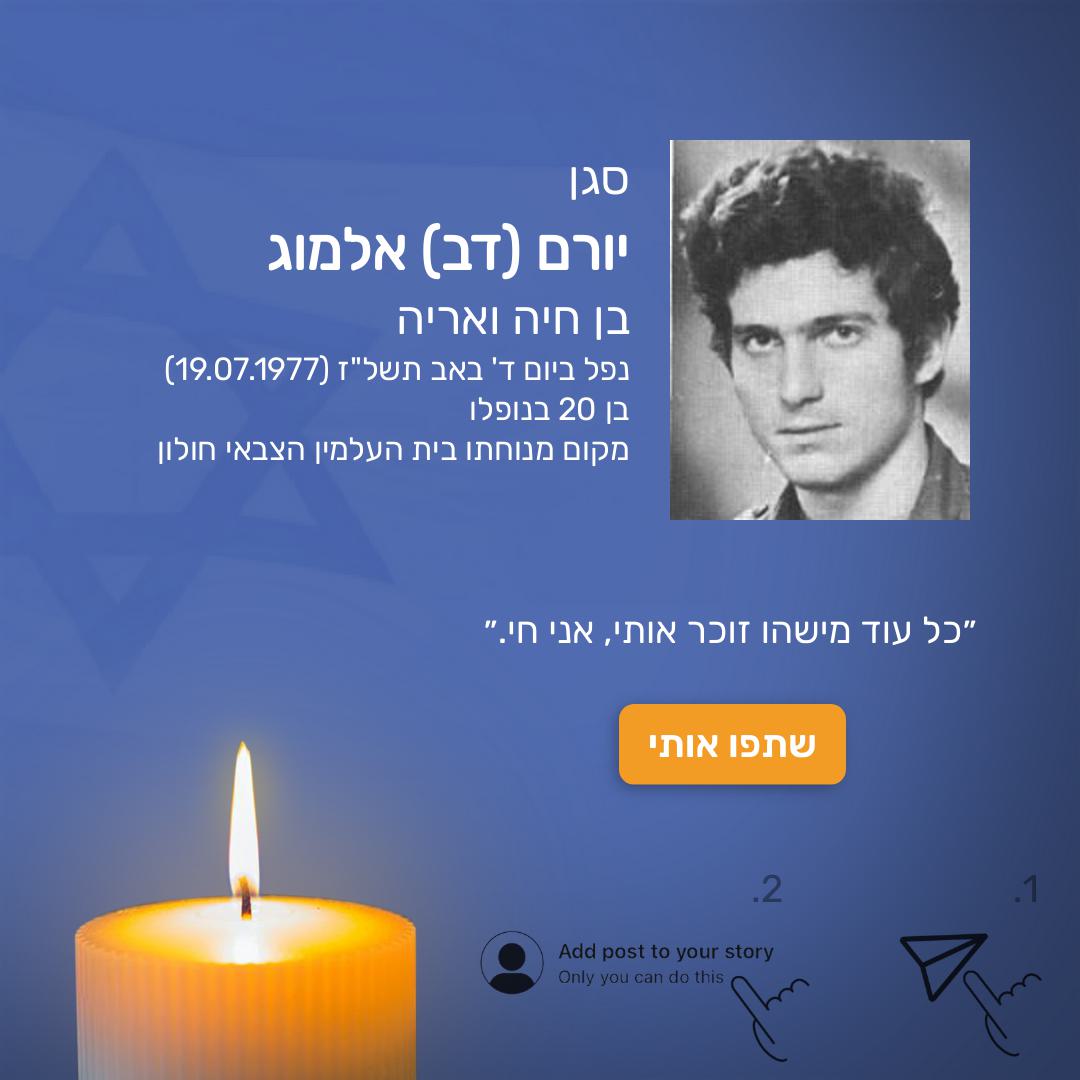 סגן
יורם (דב) אלמוג
בן חיה ואריה
נפל ביום ד' באב תשל"ז (19.07.1977)
בן 20 בנופלו
מקום מנוחתו בית העלמין הצבאי חולון
״כל עוד מישהו זוכר אותי, אני חי.״
שתפו אותי
1.
2.
Add post to your story
Only you can do this